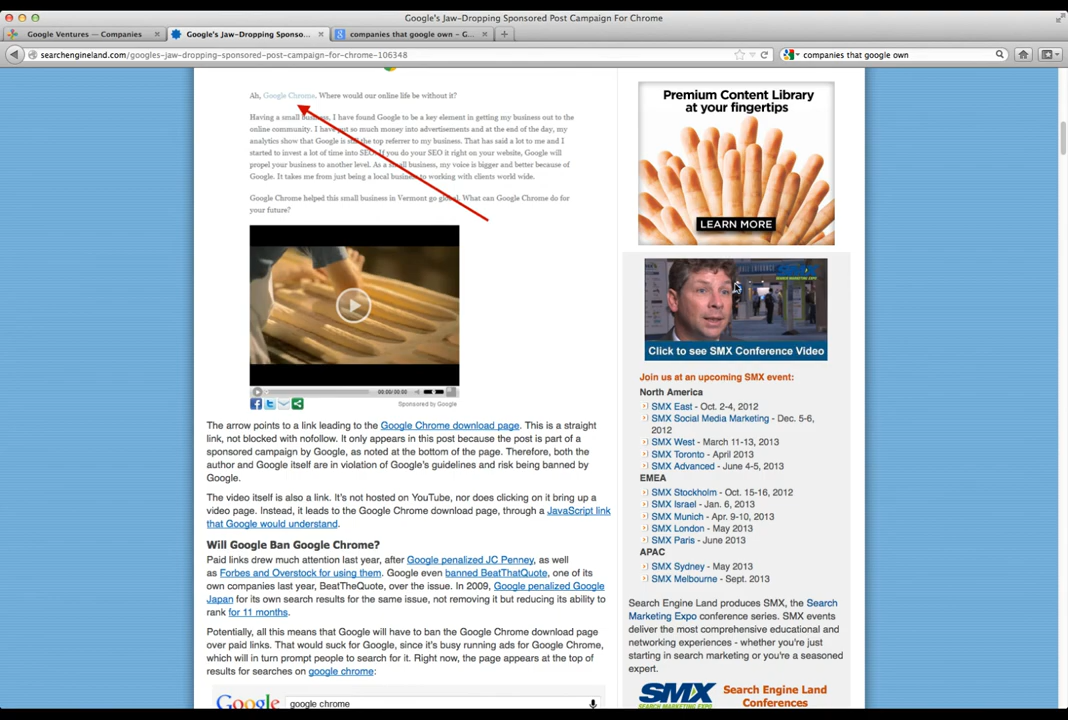 Google's Jaw-Dropping Sponsored Post Campaign For Chrome
Google Ventures — Companies
Google's Jaw-Dropping Sponso...
companies that google own – G...
searchengineland.com/googles-jaw-dropping-sponsored-post-campaign-for-chrome-106348
companies that google own
Ah, Google Chrome. Where would our online life be without it?
Having a small business, I have found Google to be a key element in getting my business out to the
online community. I have put so much money into advertisements and at the end of the day, my
analytics show that Google is still the top referrer to my business. That has said a lot to me and I
started to invest a lot of time into SEO. If you do your SEO it right on your website, Google will
propel your business to another level. As a small business, my voice is bigger and better because of
Google. It takes me from just being a local business to working with clients world wide.
Google Chrome helped this small business in Vermont go global. What can Google Chrome do for
your future?
00:00/00:00
Sponsored by Google
The arrow points to a link leading to the Google Chrome download page. This is a straight
link, not blocked with nofollow. It only appears in this post because the post is part of a
sponsored campaign by Google, as noted at the bottom of the page. Therefore, both the
author and Google itself are in violation of Google's guidelines and risk being banned by
Google.
The video itself is also a link. It's not hosted on YouTube, nor does clicking on it bring up a
video page. Instead, it leads to the Google Chrome download page, through a JavaScript link
that Google would understand.
Will Google Ban Google Chrome?
Paid links drew much attention last year, after Google penalized JC Penney, as well
as Forbes and Overstock for using them. Google even banned BeatThatQuote, one of its
own companies last year, BeatTheQuote, over the issue. In 2009, Google penalized Google
Japan for its own search results for the same issue, not removing it but reducing its ability to
rank for 11 months.
Potentially, all this means that Google will have to ban the Google Chrome download page
over paid links. That would suck for Google, since it's busy running ads for Google Chrome,
which will in turn prompt people to search for it. Right now, the page appears at the top of
results for searches on google chrome:
Google
google chrome
Premium Content Library
at your fingertips
LEARN MORE
SMX
SEARCH MARKETING EXPO
Click to see SMX Conference Video
Join us at an upcoming SMX event:
North America
SMX East - Oct. 2-4, 2012
SMX Social Media Marketing - Dec. 5-6,
2012
SMX West - March 11-13, 2013
SMX Toronto - April 2013
SMX Advanced - June 4-5, 2013
EMEA
SMX Stockholm - Oct. 15-16, 2012
SMX Israel - Jan. 6, 2013
SMX Munich - Apr. 9-10, 2013
SMX London - May 2013
SMX Paris - June 2013
APAC
SMX Sydney - May 2013
SMX Melbourne - Sept. 2013
Search Engine Land produces SMX, the Search
Marketing Expo conference series. SMX events
deliver the most comprehensive educational and
networking experiences - whether you're just
starting in search marketing or you're a seasoned
expert.
SMX
SEARCH MARKETING EXPO
Search Engine Land
Conferences